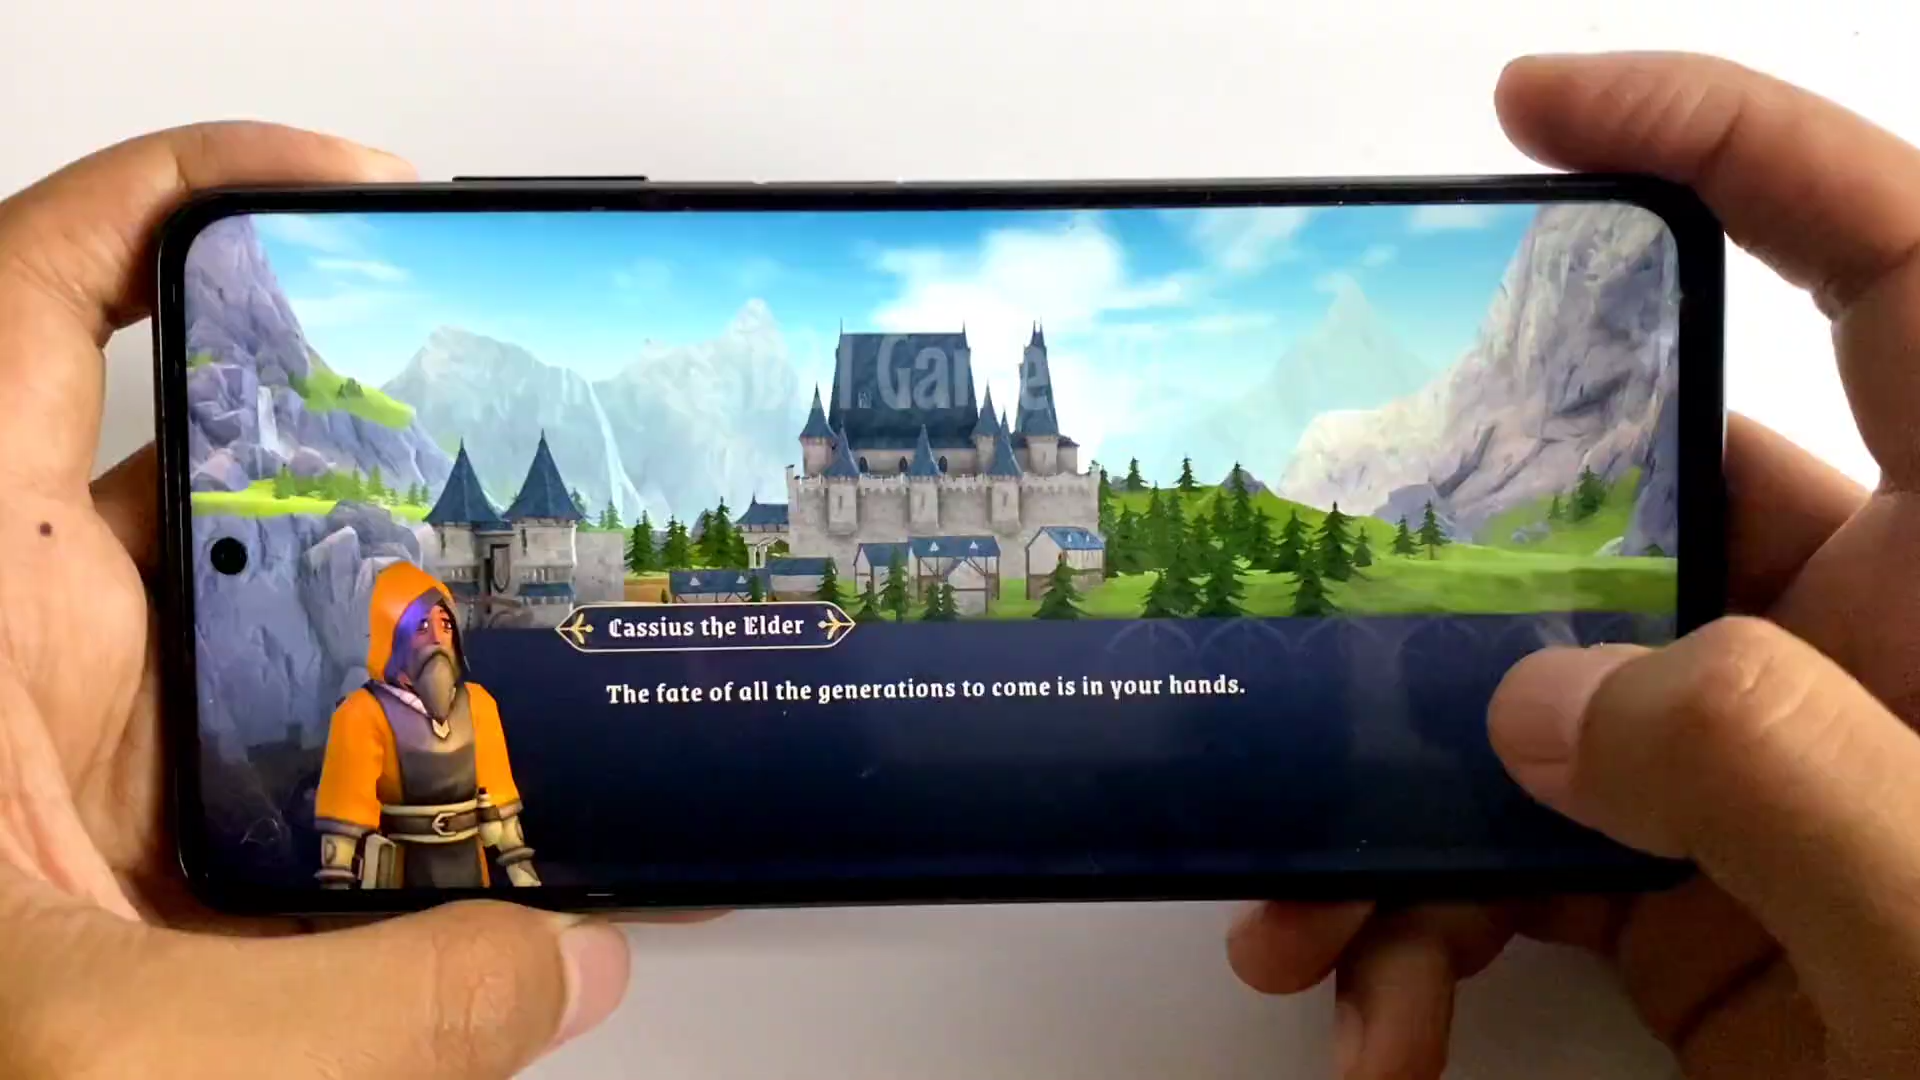 Cassius the Elder
The fate of all the generations to come is in your hands.